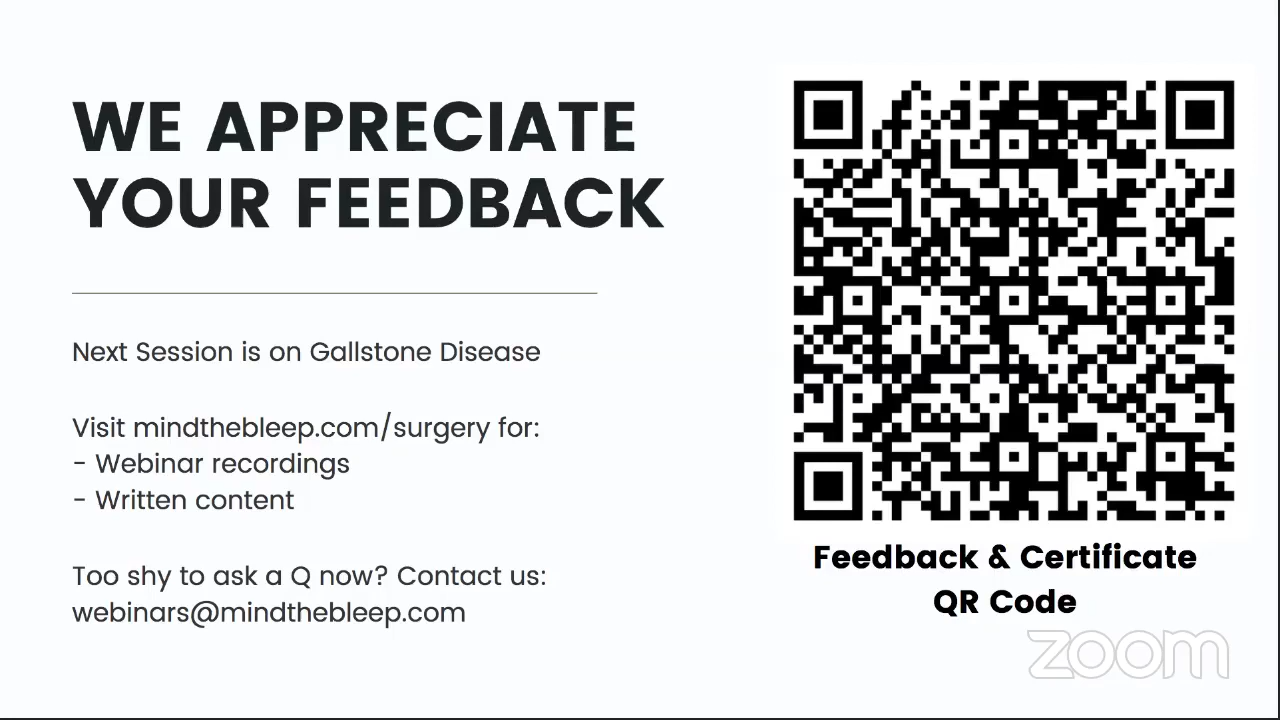 WE APPRECIATE
YOUR FEEDBACK
Next Session is on Gallstone Disease
Visit mindthebleep.com/surgery for:
- Webinar recordings
- Written content
Too shy to ask a Q now? Contact us:
webinars@mindthebleep.com
Feedback & Certificate
QR Code
zoom